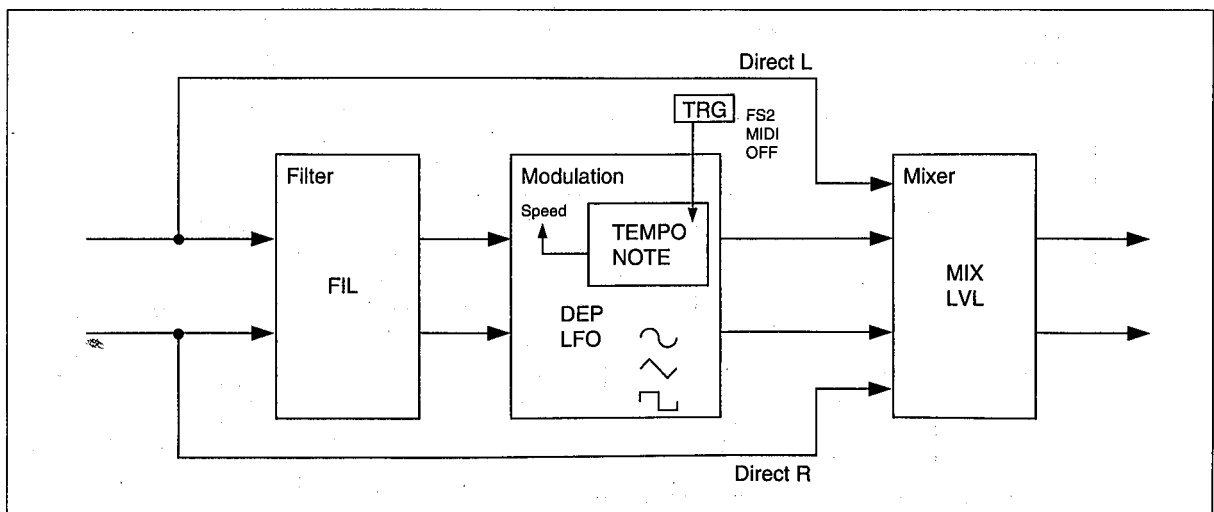 Direct L
TRG
FS2
MIDI
OFF
Filter
FIL
Modulation
Speed
TEMPO
NOTE
DEP
LFO
Mixer
MIX
LVL
Direct R